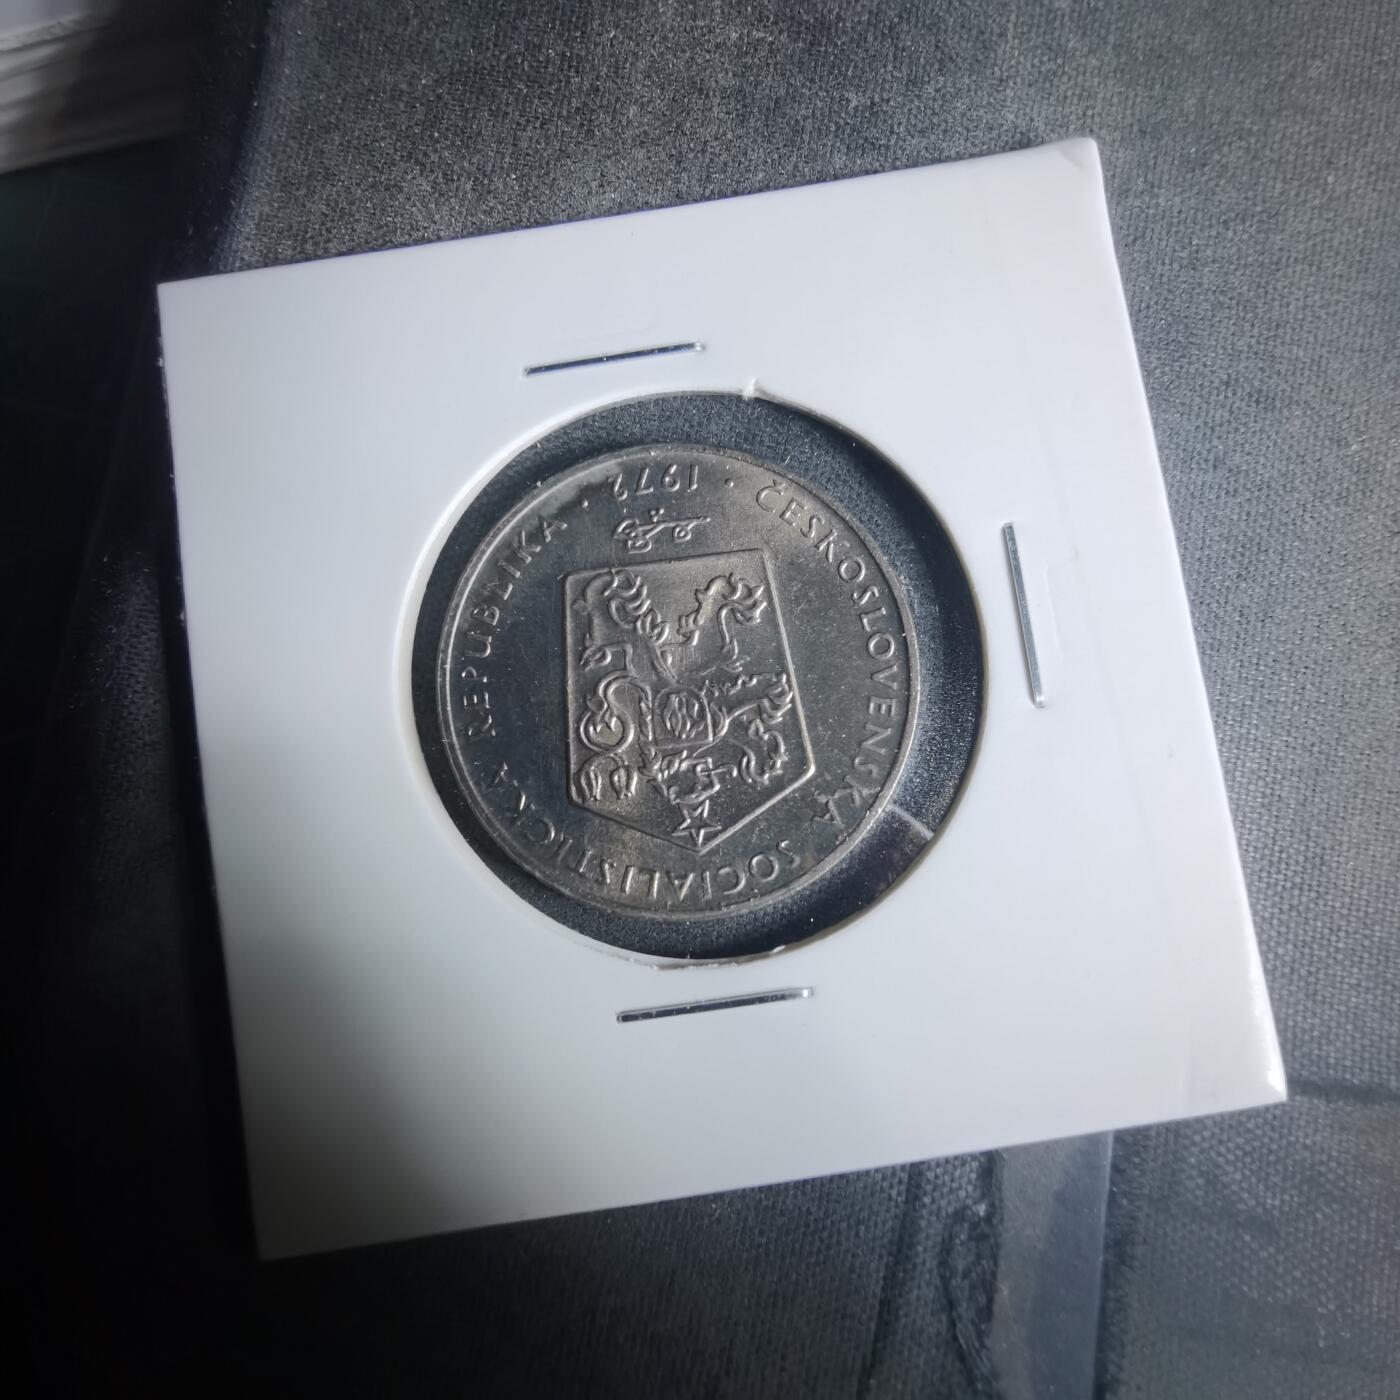 ČESKOSLOVENSKÁ SOCIALISTICKÁ REPUBLIKA
• 1972 •